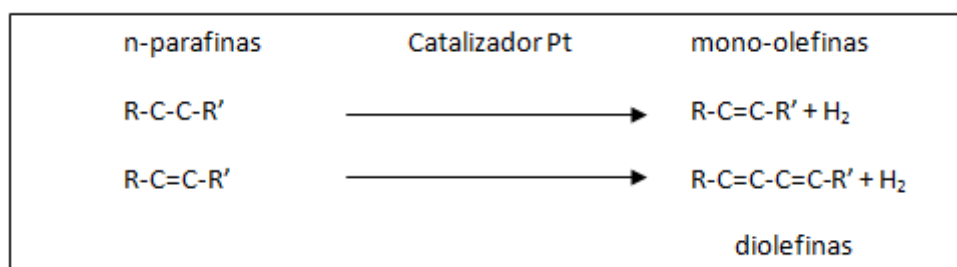 n-parafinas Catalizador Pt mono-olefinas
R-C-C-R’ R-C=C-R’ + H₂
R-C=C-R’ R-C=C-C=C-R’ + H₂
diolefinas